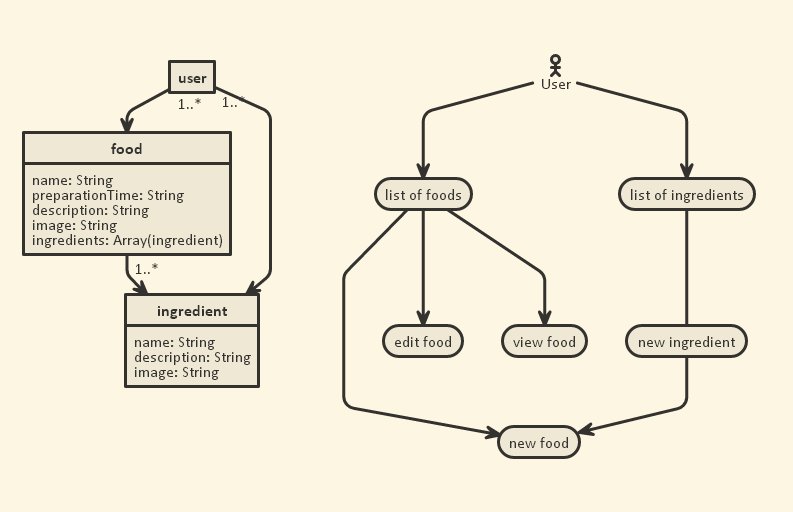 user
1..*
1..*
food
name: String
preparationTime: String
description: String
image: String
ingredients: Array(ingredient)
1..*
ingredient
name: String
description: String
image: String
User
list of foods
list of ingredients
edit food
view food
new ingredient
new food